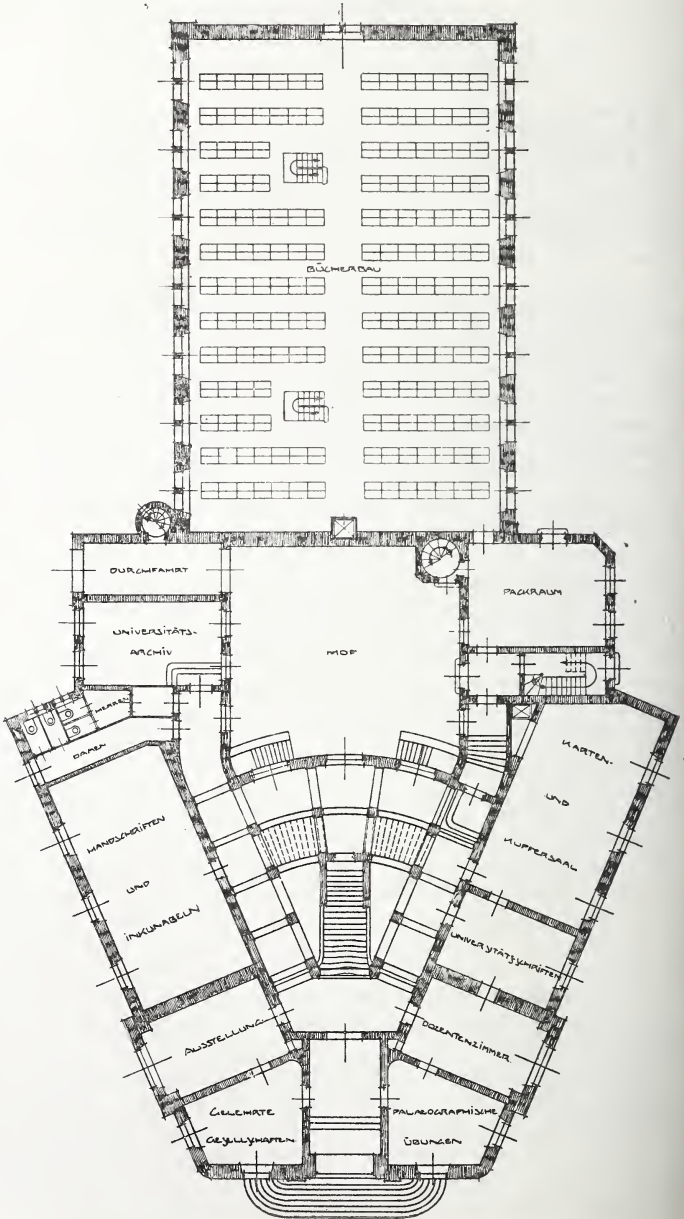 BÜCHERBAU
DURCHFAHRT
PACKRAUM
UNIVERSITÄTS-
ARCHIV
HOF
HERREN
DAMEN
KARTEN-
UND
KUPFERSAAL
HANDSCHRIFTEN
UND
INKUNABELN
UNIVERSITÄTSSCHRIFTEN
AUSSTELLUNG
DOZENTENZIMMER
GELEHRTE
GESELLSCHAFTEN
PALAEOGRAPHISCHE
ÜBUNGEN